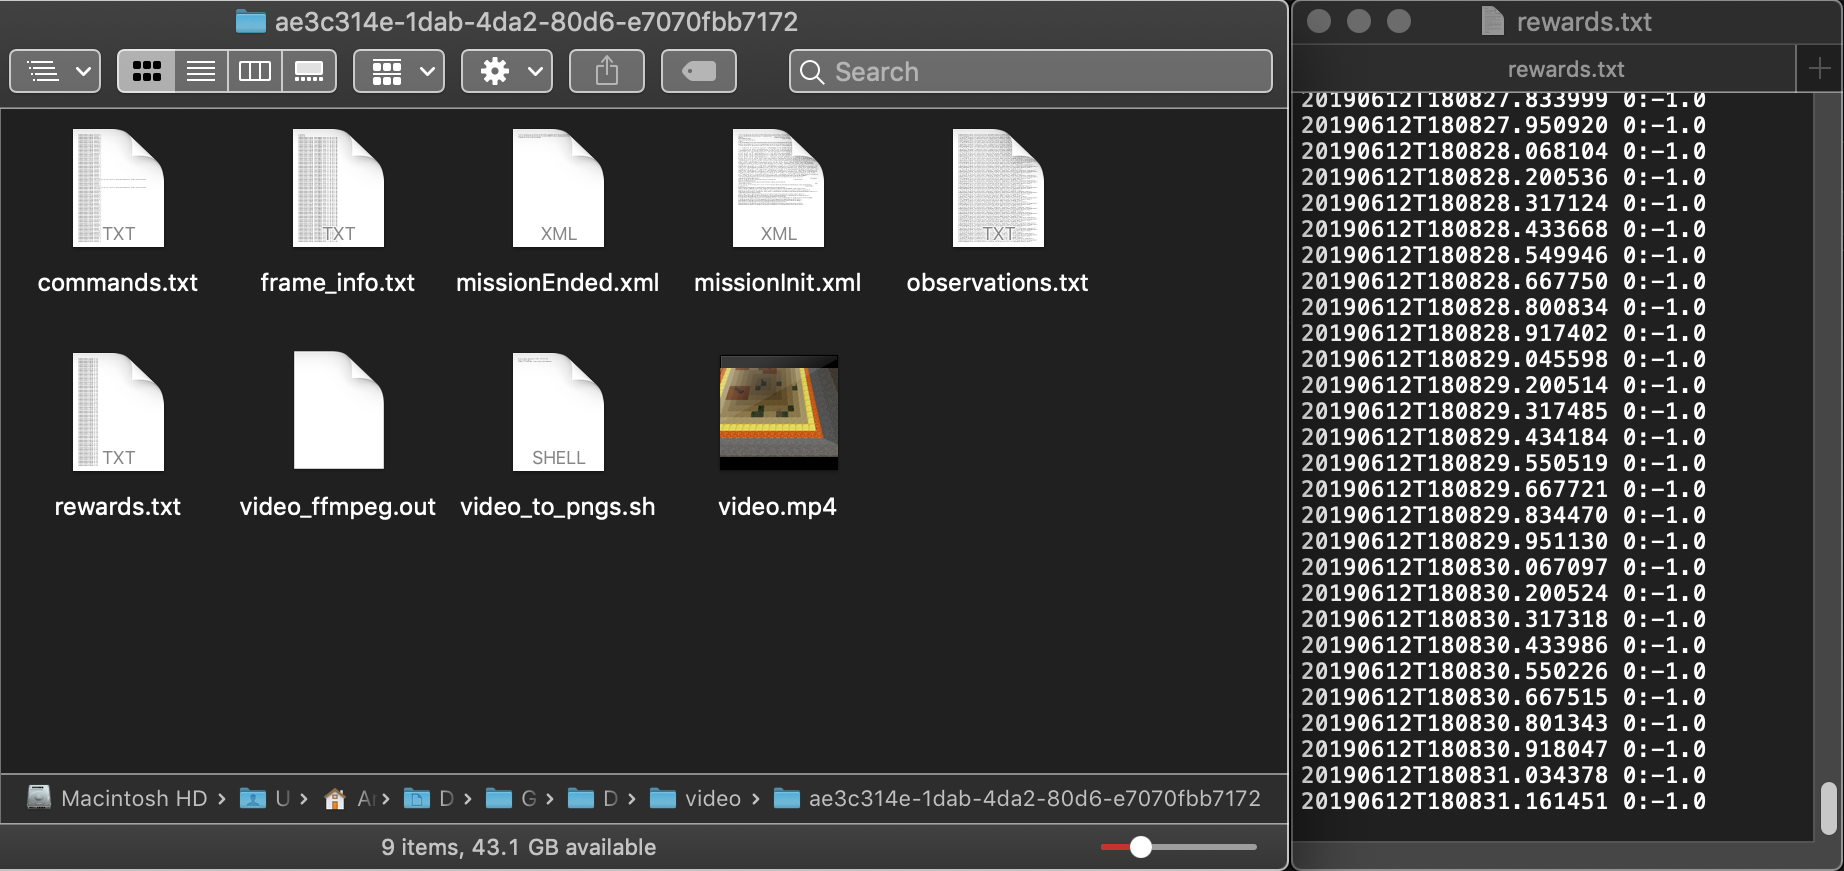 ae3c314e-1dab-4da2-80d6-e7070fbb7172
Search
TXT
TXT
XML
XML
TXT
commands.txt
frame_info.txt
missionEnded.xml
missionInit.xml
observations.txt
TXT
SHELL
rewards.txt
video_ffmpeg.out
video_to_pngs.sh
video.mp4
Macintosh HD › U › A › D › G › D › video › ae3c314e-1dab-4da2-80d6-e7070fbb7172
9 items, 43.1 GB available
rewards.txt
rewards.txt
20190612T180827.833999 0:-1.0
20190612T180827.950920 0:-1.0
20190612T180828.068104 0:-1.0
20190612T180828.200536 0:-1.0
20190612T180828.317124 0:-1.0
20190612T180828.433668 0:-1.0
20190612T180828.549946 0:-1.0
20190612T180828.667750 0:-1.0
20190612T180828.800834 0:-1.0
20190612T180828.917402 0:-1.0
20190612T180829.045598 0:-1.0
20190612T180829.200514 0:-1.0
20190612T180829.317485 0:-1.0
20190612T180829.434184 0:-1.0
20190612T180829.550519 0:-1.0
20190612T180829.667721 0:-1.0
20190612T180829.834470 0:-1.0
20190612T180829.951130 0:-1.0
20190612T180830.067097 0:-1.0
20190612T180830.200524 0:-1.0
20190612T180830.317318 0:-1.0
20190612T180830.433986 0:-1.0
20190612T180830.550226 0:-1.0
20190612T180830.667515 0:-1.0
20190612T180830.801343 0:-1.0
20190612T180830.918047 0:-1.0
20190612T180831.034378 0:-1.0
20190612T180831.161451 0:-1.0